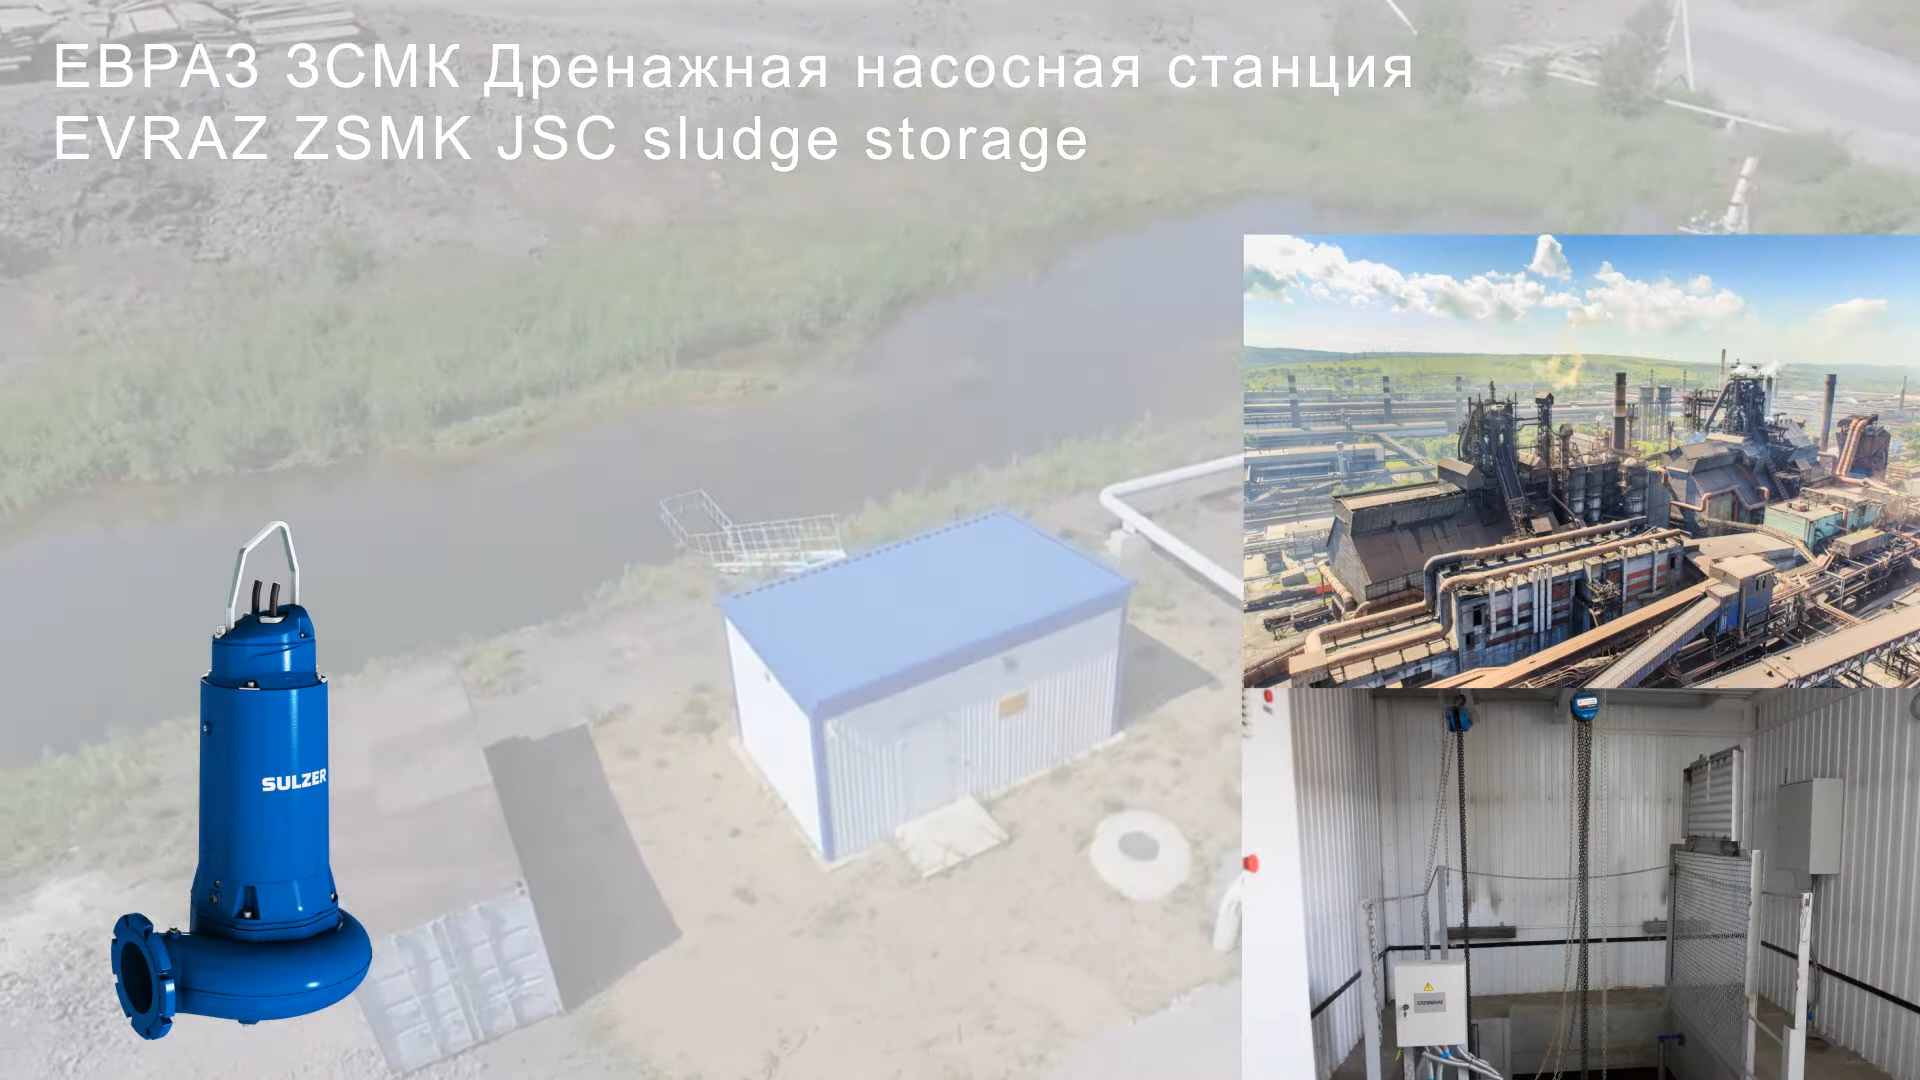 ЕВРАЗ ЗСМК Дренажная насосная станция
EVRAZ ZSMK JSC sludge storage
SULZER